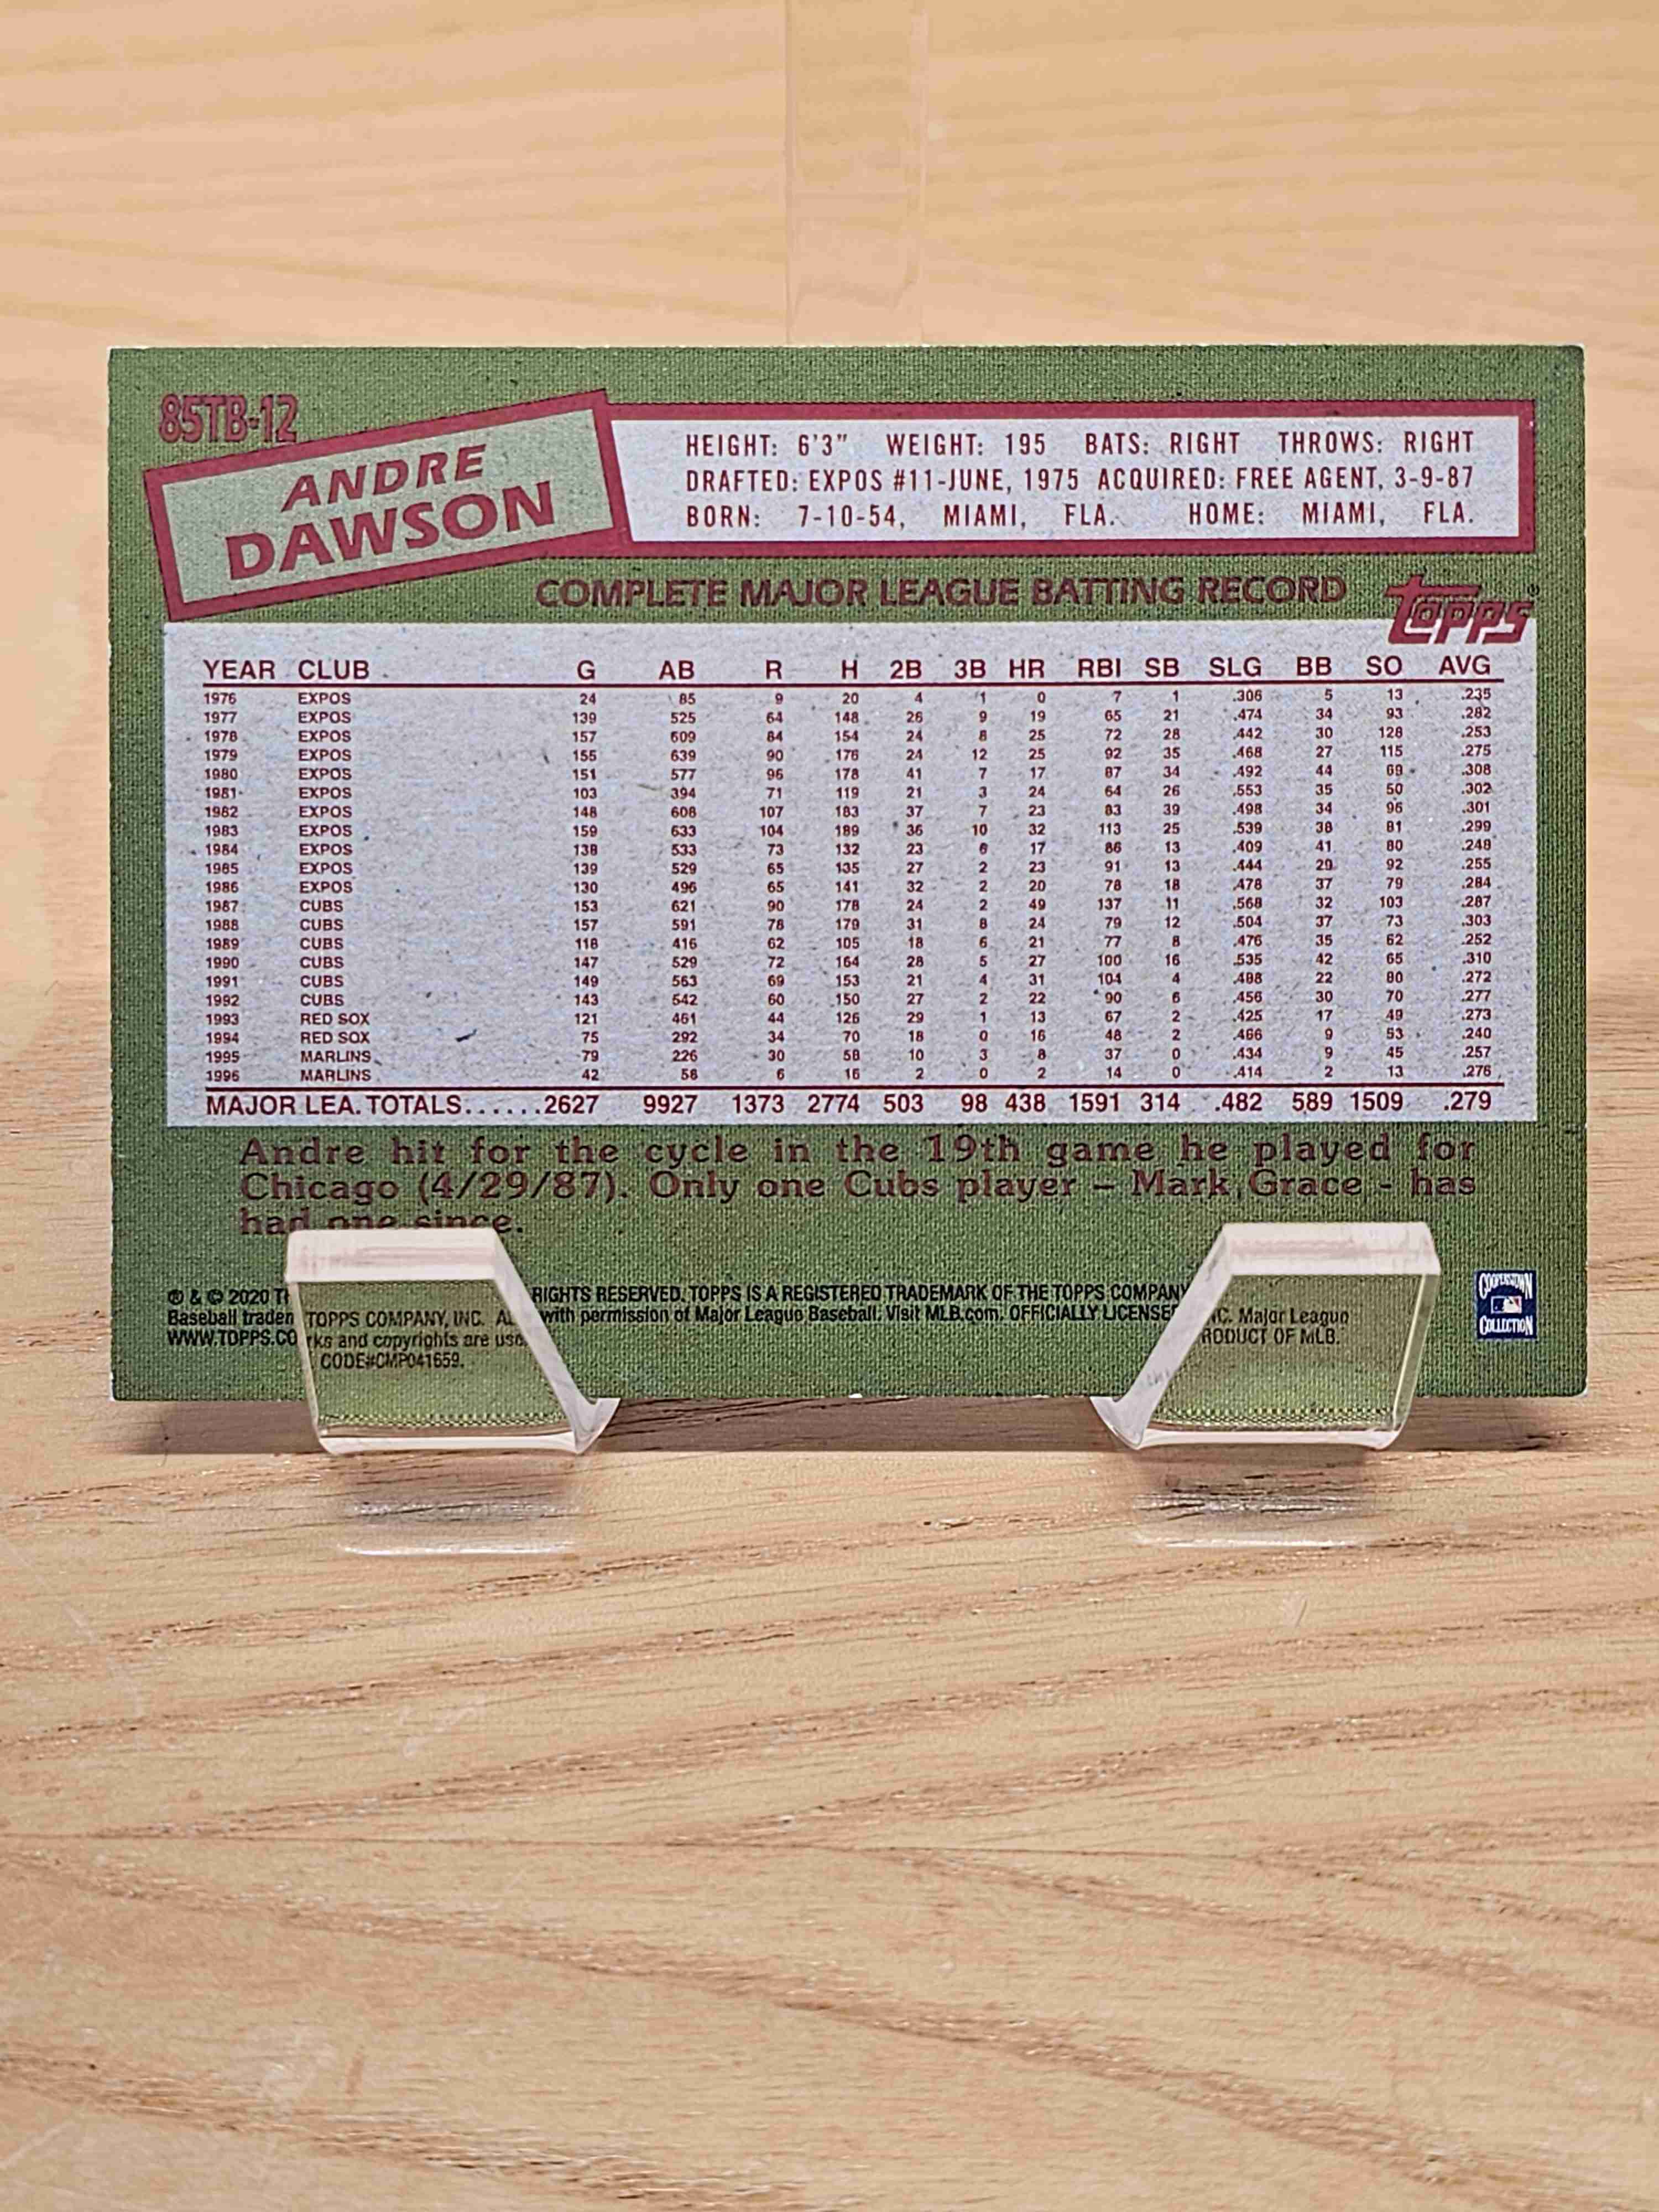 85TB-12
ANDRE
DAWSON
HEIGHT: 6'3" WEIGHT: 195 BATS: RIGHT THROWS: RIGHT
DRAFTED: EXPOS #11-JUNE, 1975 ACQUIRED: FREE AGENT, 3-9-87
BORN: 7-10-54, MIAMI, FLA. HOME: MIAMI, FLA.
COMPLETE MAJOR LEAGUE BATTING RECORD
topps®
YEAR CLUB G AB R H 2B 3B HR RBI SB SLG BB SO AVG
1976 EXPOS 24 85 9 20 4 1 0 7 1 .306 5 13 .235
1977 EXPOS 139 525 64 148 26 9 19 65 21 .474 34 93 .282
1978 EXPOS 157 609 84 154 24 8 25 72 28 .442 30 128 .253
1979 EXPOS 155 639 90 176 24 12 25 92 35 .468 27 115 .275
1980 EXPOS 151 577 96 178 41 7 17 87 34 .492 44 69 .308
1981 EXPOS 103 394 71 119 21 3 24 64 26 .553 35 50 .302
1982 EXPOS 148 608 107 183 37 7 23 83 39 .498 34 96 .301
1983 EXPOS 159 633 104 189 36 10 32 113 25 .539 38 81 .299
1984 EXPOS 138 533 73 132 23 6 17 86 13 .409 41 80 .248
1985 EXPOS 139 529 65 135 27 2 23 91 13 .444 29 92 .255
1986 EXPOS 130 496 65 141 32 2 20 78 18 .478 37 79 .284
1987 CUBS 153 621 90 178 24 2 49 137 11 .568 32 103 .287
1988 CUBS 157 591 78 179 31 8 24 79 12 .504 37 73 .303
1989 CUBS 118 416 62 105 18 6 21 77 8 .476 35 62 .252
1990 CUBS 147 529 72 164 28 5 27 100 16 .535 42 65 .310
1991 CUBS 149 563 69 153 21 4 31 104 4 .488 22 80 .272
1992 CUBS 143 542 60 150 27 2 22 90 6 .456 30 70 .277
1993 RED SOX 121 461 44 126 29 1 13 67 2 .425 17 49 .273
1994 RED SOX 75 292 34 70 18 0 16 48 2 .466 9 53 .240
1995 MARLINS 79 226 30 58 10 3 8 37 0 .434 9 45 .257
1996 MARLINS 42 58 6 16 2 0 2 14 0 .414 2 13 .276
MAJOR LEA. TOTALS......2627 9927 1373 2774 503 98 438 1591 314 .482 589 1509 .279
Andre hit for the cycle in the 19th game he played for
Chicago (4/29/87). Only one Cubs player – Mark Grace - has
had one since.
® & © 2020 TOPPS COMPANY, INC. RIGHTS RESERVED. TOPPS IS A REGISTERED TRADEMARK OF THE TOPPS COMPANY
Baseball and copyrights are with permission of Major League Baseball. Visit MLB.com. OFFICIALLY Major League
WWW.TOPPS.CO CODE#CMP041659. PRODUCT OF MLB.
COOPERSTOWN
COLLECTION